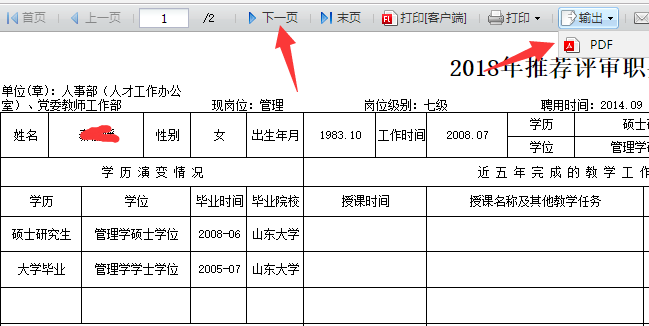 首页 上一页 1 /2 下一页 末页 打印[客户端] 打印 输出
PDF
2018年推荐评审职
单位(章)：人事部（人才工作办公
室）、党委教师工作部 现岗位：管理 岗位级别：七级 聘用时间：2014.09
姓名 性别 女 出生年月 1983.10 工作时间 2008.07 学历 硕士
学位 管理学
学历演变情况 近五年完成的教学工
学历 学位 毕业时间 毕业院校 授课时间 授课名称及其他教学任务
硕士研究生 管理学硕士学位 2008-06 山东大学
大学毕业 管理学学士学位 2005-07 山东大学